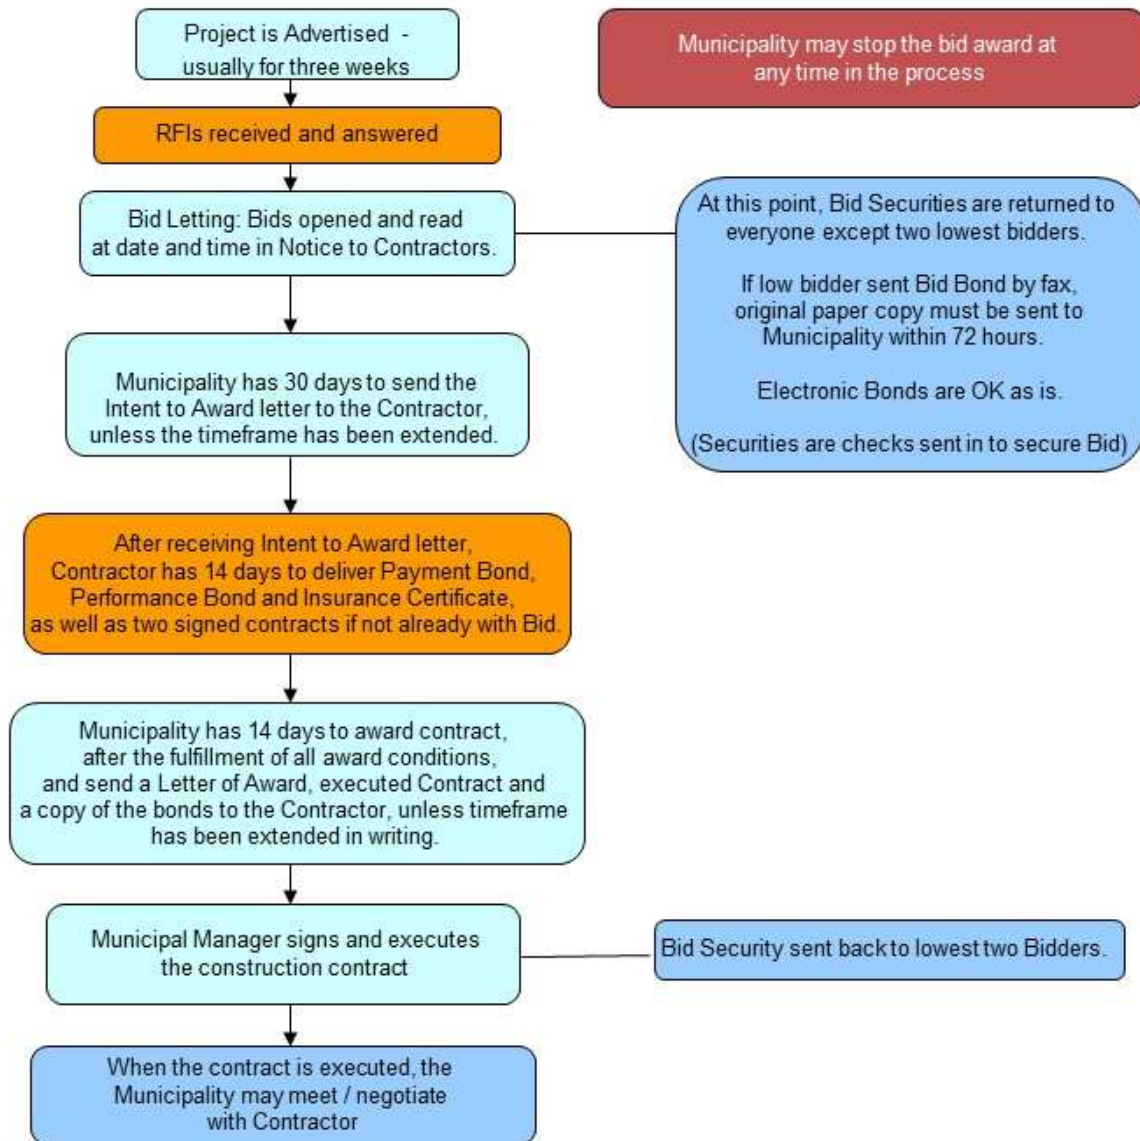 Project is Advertised -
usually for three weeks
Municipality may stop the bid award at
any time in the process
RFIs received and answered
Bid Letting: Bids opened and read
at date and time in Notice to Contractors.
At this point, Bid Securities are returned to
everyone except two lowest bidders.
If low bidder sent Bid Bond by fax,
original paper copy must be sent to
Municipality within 72 hours.
Electronic Bonds are OK as is.
(Securities are checks sent in to secure Bid)
Municipality has 30 days to send the
Intent to Award letter to the Contractor,
unless the timeframe has been extended.
After receiving Intent to Award letter,
Contractor has 14 days to deliver Payment Bond,
Performance Bond and Insurance Certificate,
as well as two signed contracts if not already with Bid.
Municipality has 14 days to award contract,
after the fulfillment of all award conditions,
and send a Letter of Award, executed Contract and
a copy of the bonds to the Contractor, unless timeframe
has been extended in writing.
Municipal Manager signs and executes
the construction contract
Bid Security sent back to lowest two Bidders.
When the contract is executed, the
Municipality may meet / negotiate
with Contractor